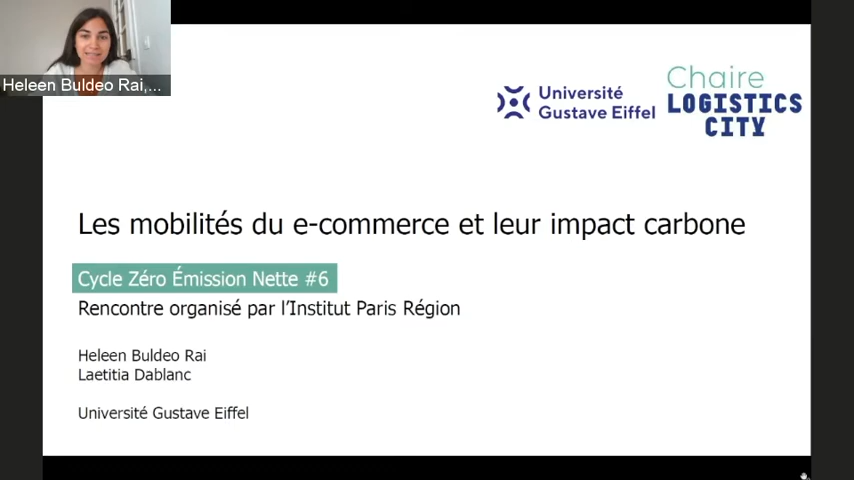 Heleen Buldeo Rai,...
Université
Gustave Eiffel
Chaire
LOGISTICS
CITY
Les mobilités du e-commerce et leur impact carbone
Cycle Zéro Émission Nette #6
Rencontre organisé par l'Institut Paris Région
Heleen Buldeo Rai
Laetitia Dablanc
Université Gustave Eiffel